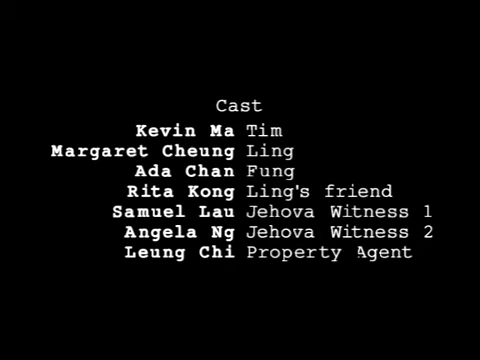 Cast
Kevin Ma Tim
Margaret Cheung Ling
Ada Chan Fung
Rita Kong Ling's friend
Samuel Lau Jehova Witness 1
Angela Ng Jehova Witness 2
Leung Chi Property Agent